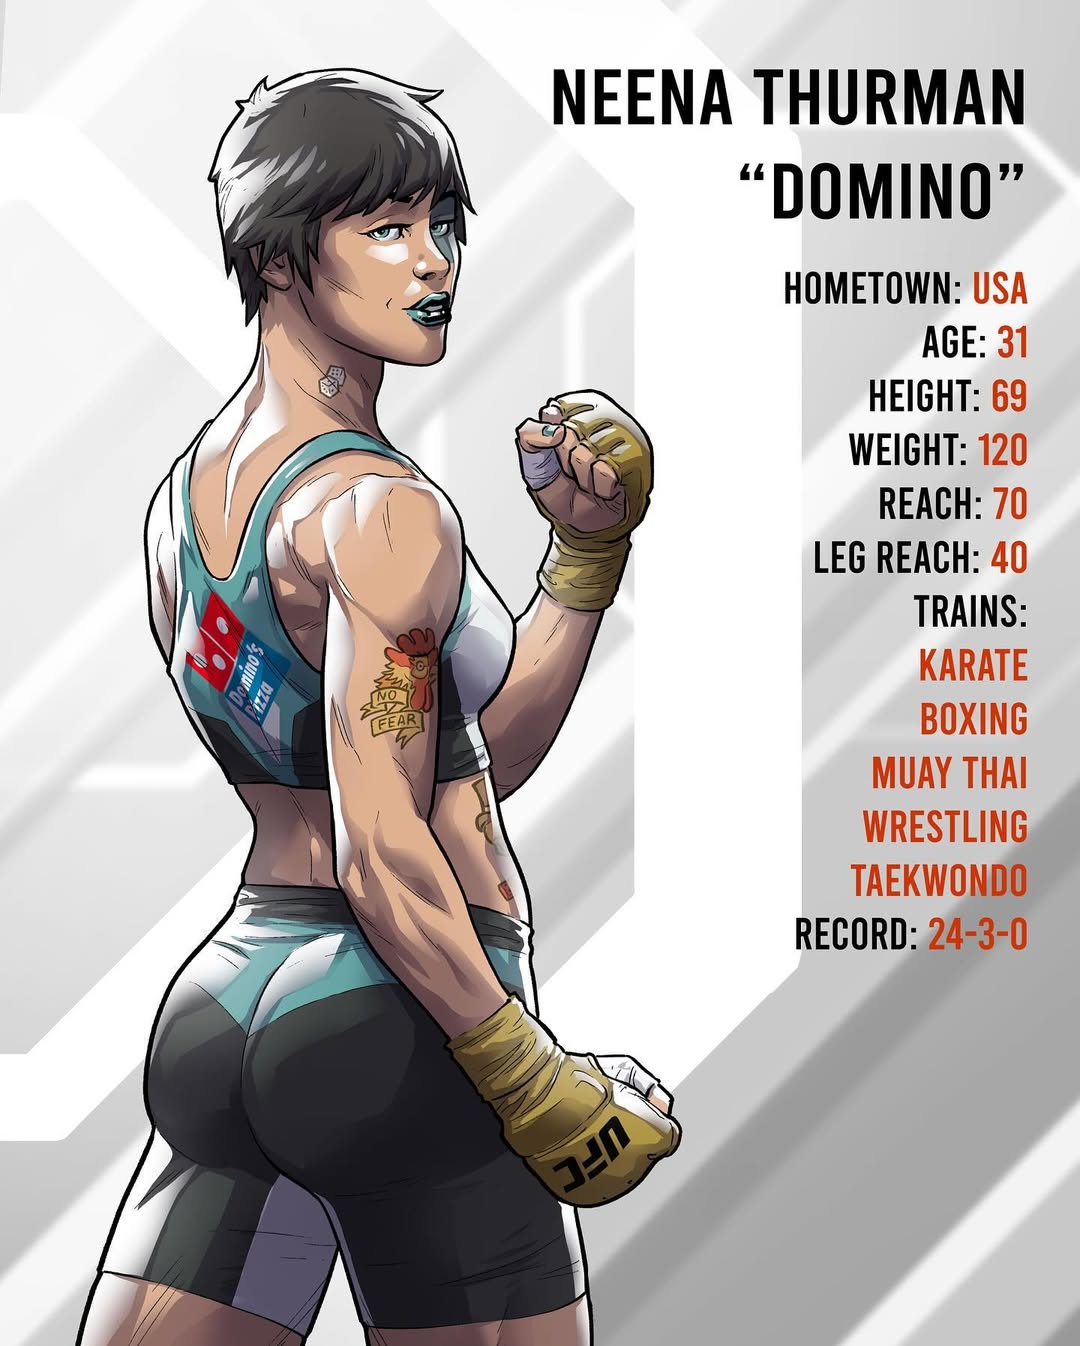 NEENA THURMAN
“DOMINO”
HOMETOWN: USA
AGE: 31
HEIGHT: 69
WEIGHT: 120
REACH: 70
LEG REACH: 40
TRAINS:
KARATE
BOXING
MUAY THAI
WRESTLING
TAEKWONDO
RECORD: 24-3-0
Domino's
Pizza
NO
FEAR
UFC